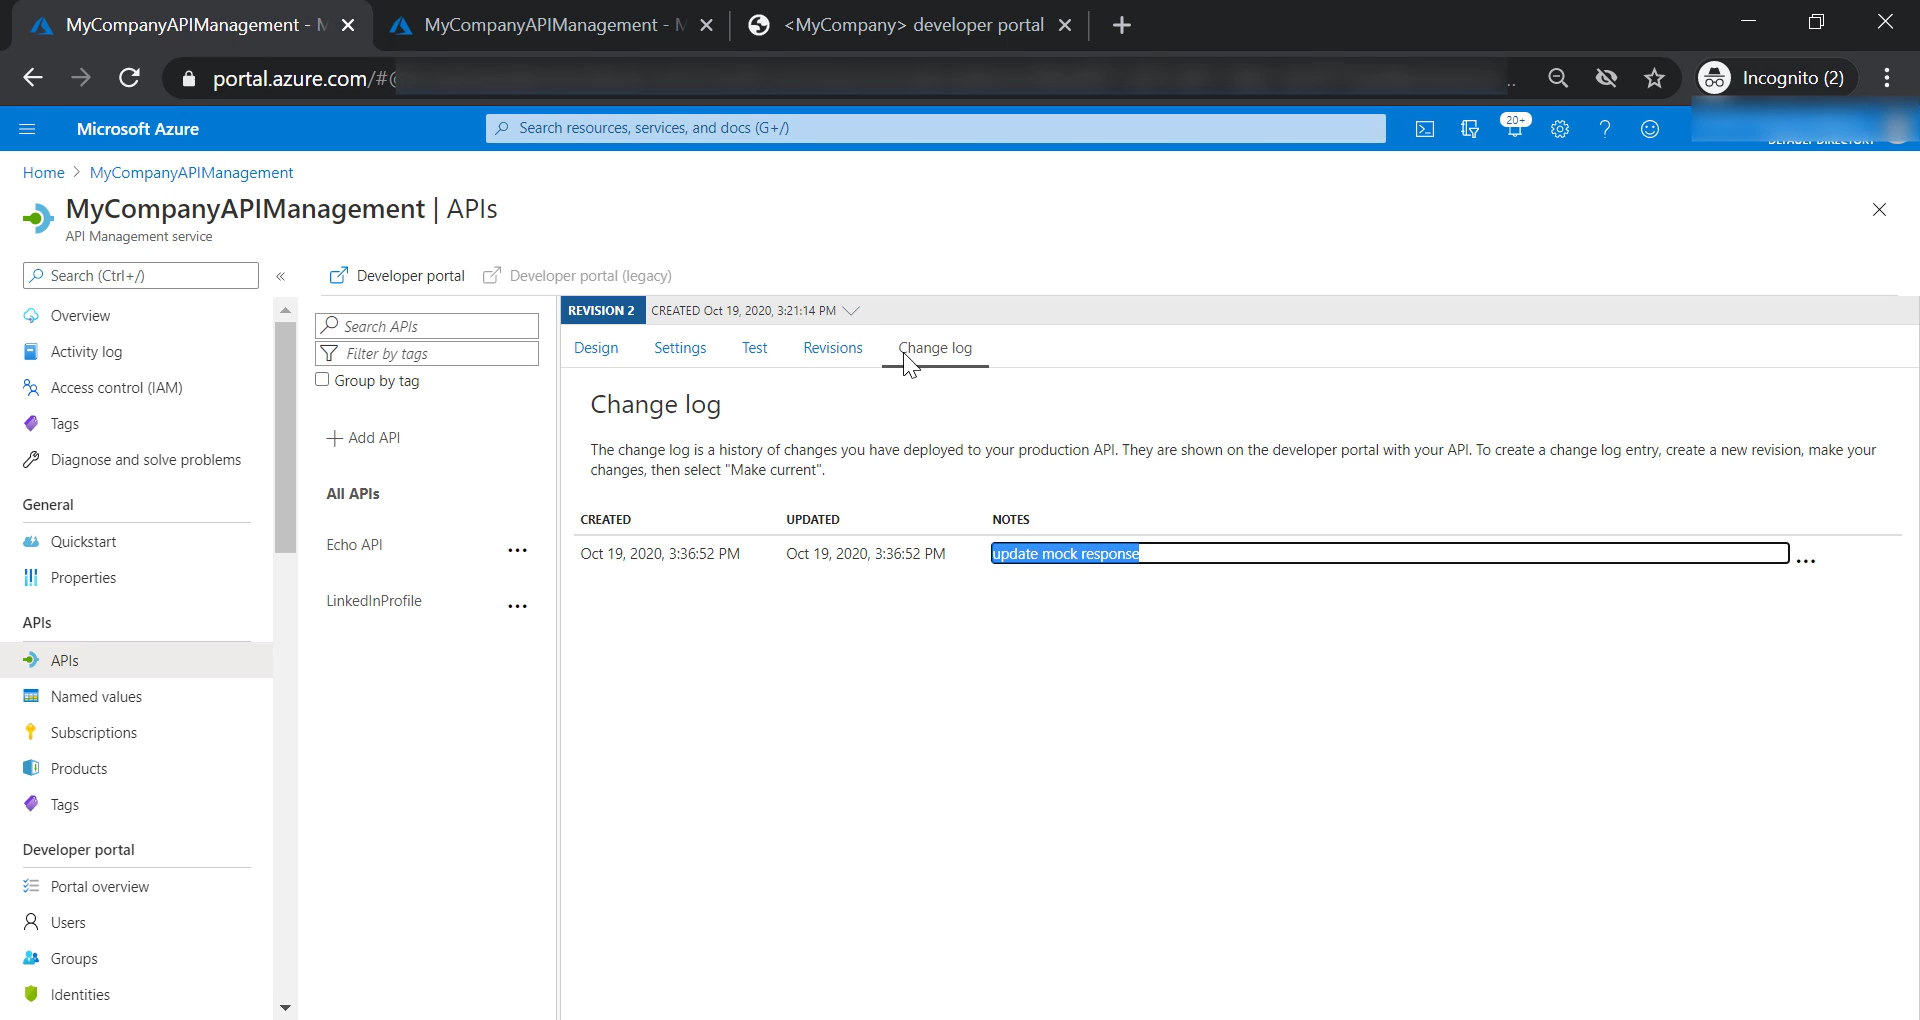 MyCompanyAPIManagement - M
MyCompanyAPIManagement - M
<MyCompany> developer portal
portal.azure.com/#@
Incognito (2)
Microsoft Azure
Search resources, services, and docs (G+/)
20+
DEFAULT DIRECTORY
Home > MyCompanyAPIManagement
MyCompanyAPIManagement | APIs
API Management service
Search (Ctrl+/)
«
Developer portal
Developer portal (legacy)
Overview
Activity log
Access control (IAM)
Tags
Diagnose and solve problems
General
Quickstart
Properties
APIs
APIs
Named values
Subscriptions
Products
Tags
Developer portal
Portal overview
Users
Groups
Identities
Search APIs
Filter by tags
Group by tag
+ Add API
All APIs
Echo API ...
LinkedInProfile ...
REVISION 2 CREATED Oct 19, 2020, 3:21:14 PM
Design Settings Test Revisions Change log
Change log
The change log is a history of changes you have deployed to your production API. They are shown on the developer portal with your API. To create a change log entry, create a new revision, make your
changes, then select "Make current".
CREATED UPDATED NOTES
Oct 19, 2020, 3:36:52 PM Oct 19, 2020, 3:36:52 PM update mock response ...